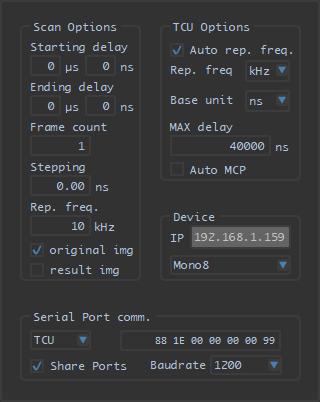 Scan Options
Starting delay
0 µs 0 ns
Ending delay
0 µs 0 ns
Frame count
1
Stepping
0.00 ns
Rep. freq.
10 kHz
original img
result img
TCU Options
Auto rep. freq.
Rep. freq kHz
Base unit ns
MAX delay
40000 ns
Auto MCP
Device
IP 192.168.1.159
Mono8
Serial Port comm.
TCU 88 1E 00 00 00 00 99
Share Ports Baudrate 1200